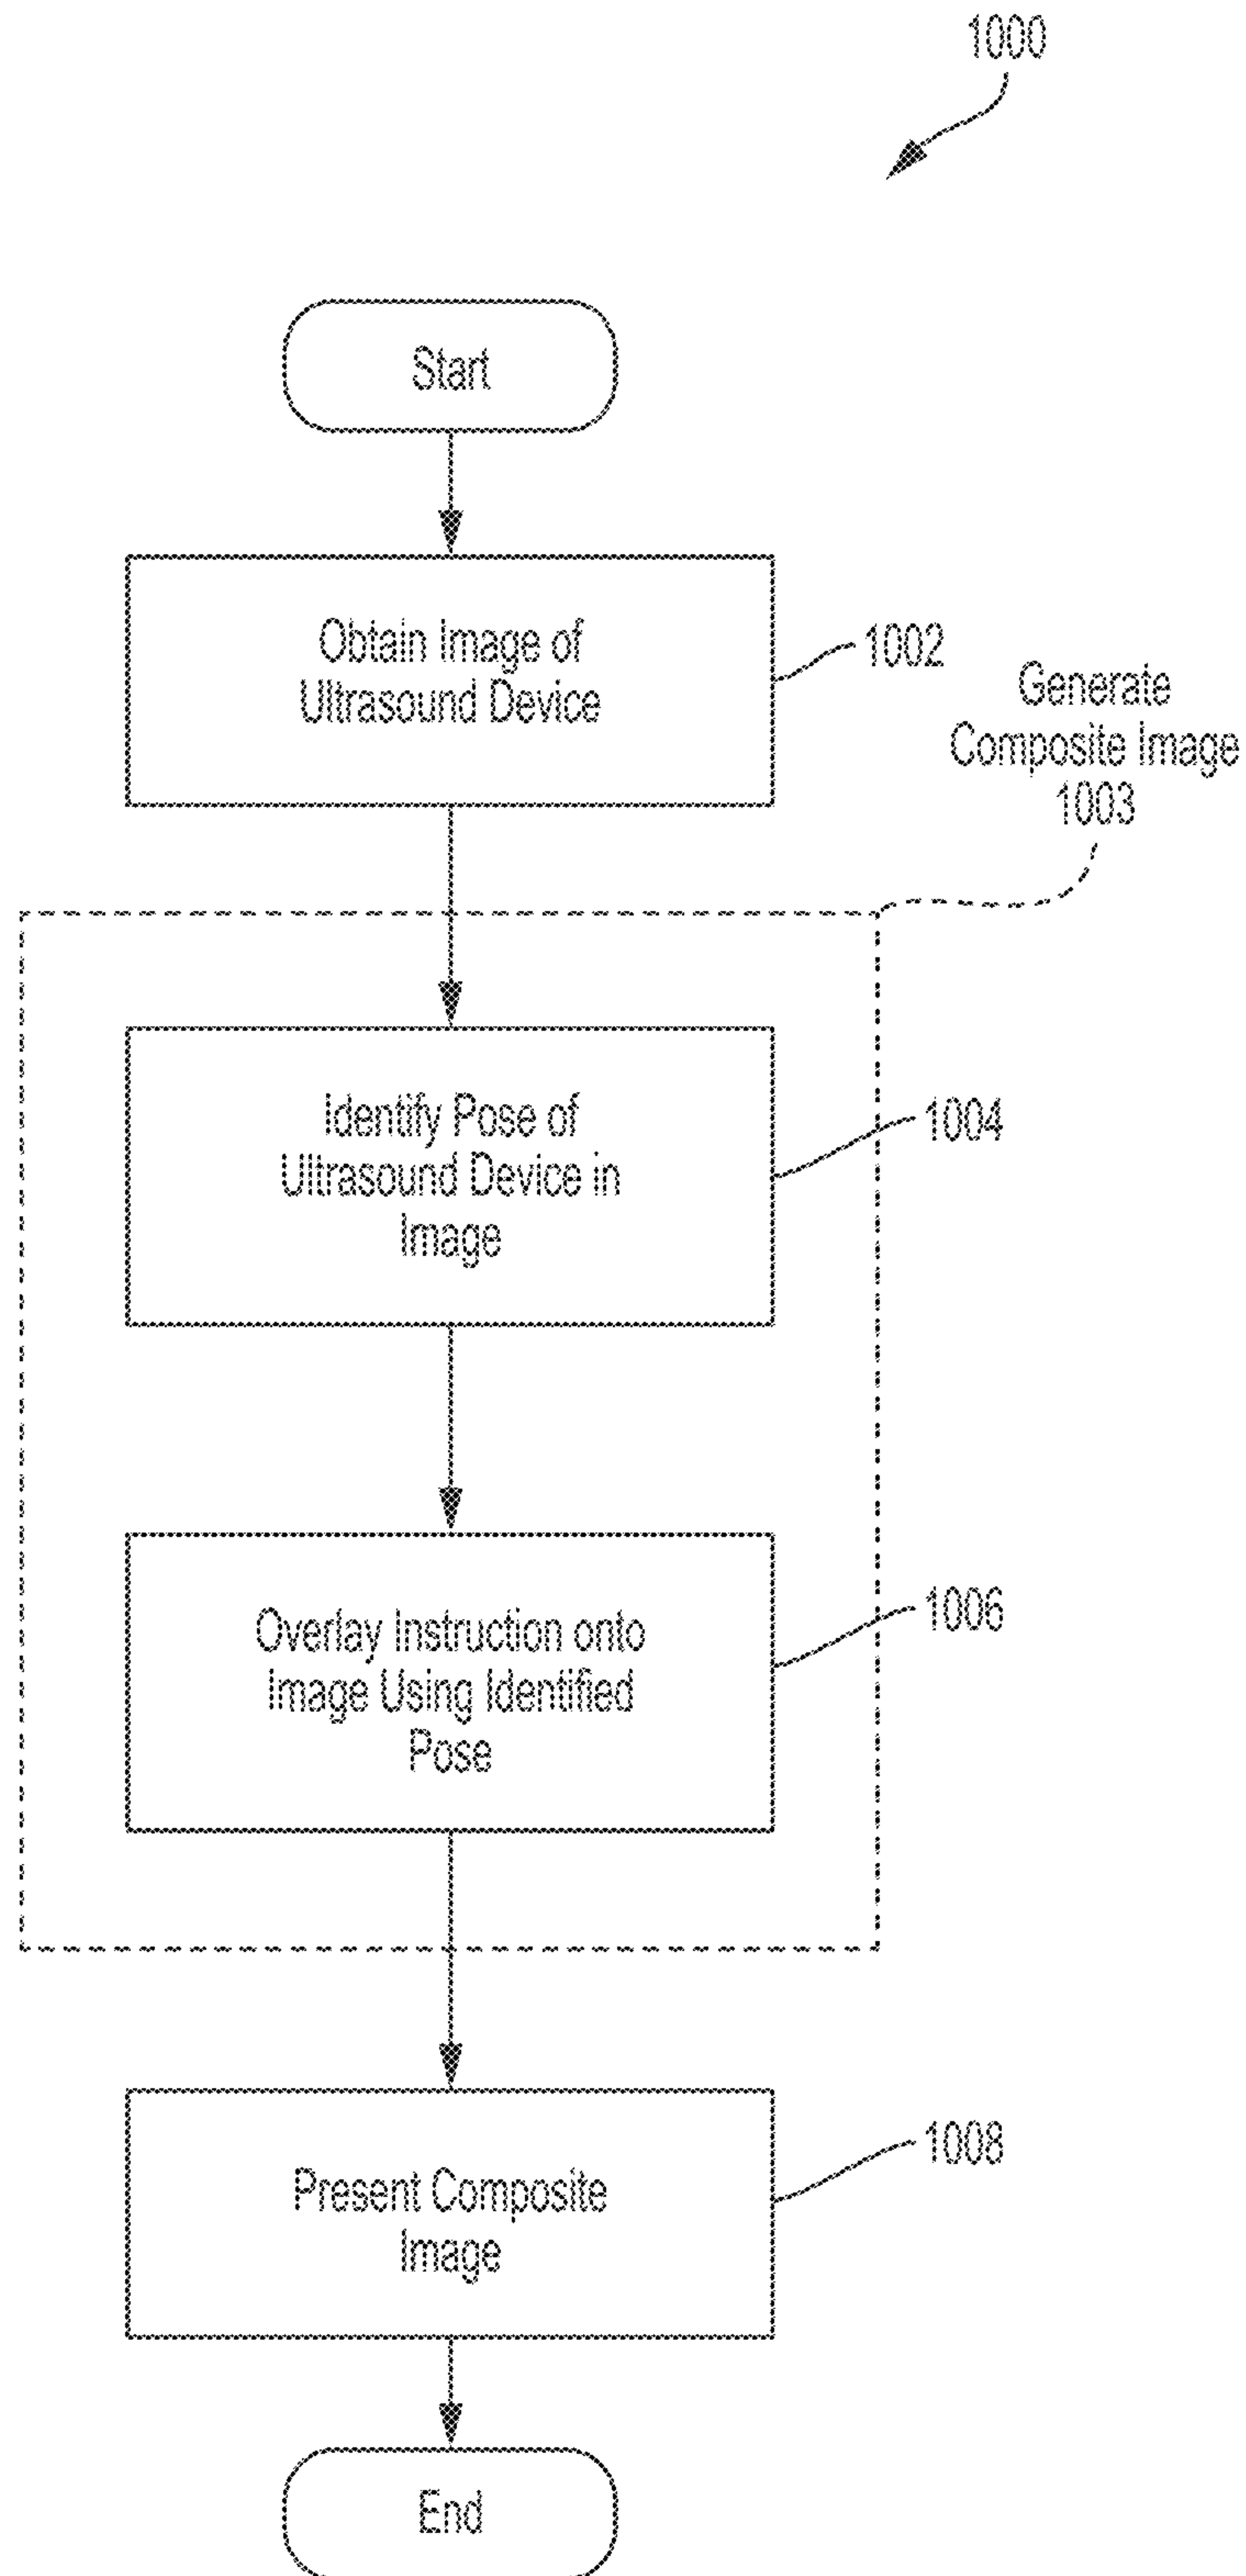 1000
Start
Obtain Image of
Ultrasound Device
1002
Generate
Composite Image
1003
Identify Pose of
Ultrasound Device in
Image
1004
Overlay Instruction onto
Image Using Identified
Pose
1006
Present Composite
Image
1008
End